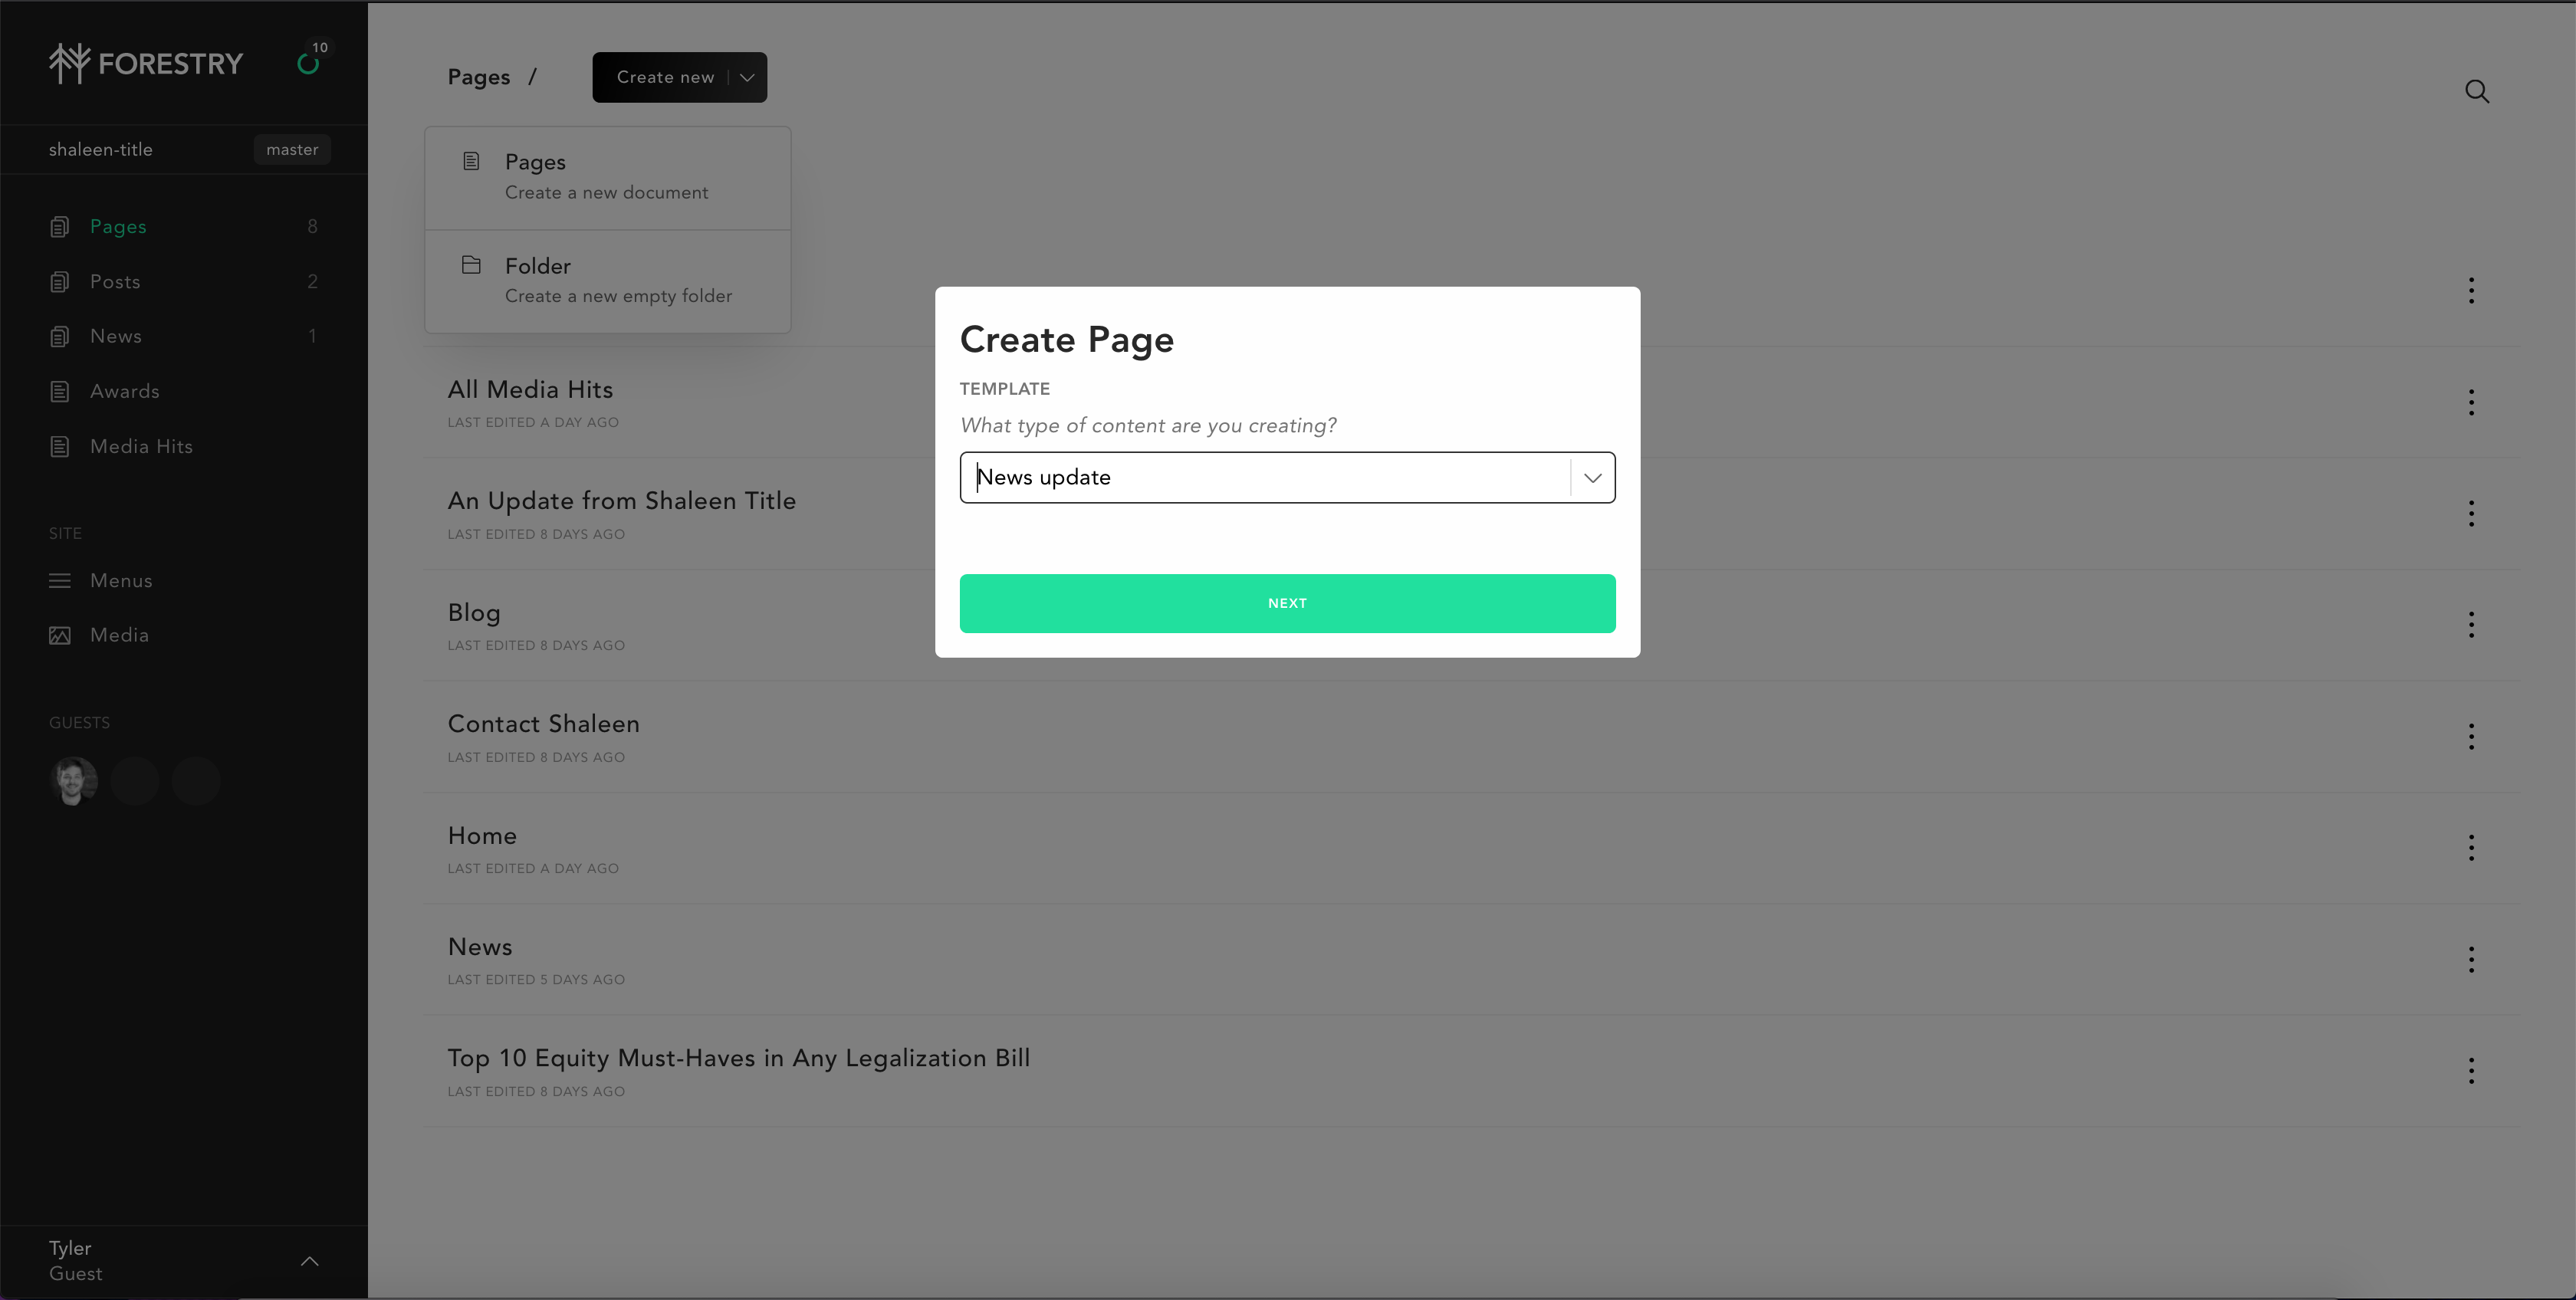 FORESTRY
10
shaleen-title
master
Pages 8
Posts 2
News 1
Awards
Media Hits
SITE
Menus
Media
GUESTS
Tyler
Guest
Pages /
Create new
Pages
Create a new document
Folder
Create a new empty folder
All Media Hits
LAST EDITED A DAY AGO
An Update from Shaleen Title
LAST EDITED 8 DAYS AGO
Blog
LAST EDITED 8 DAYS AGO
Contact Shaleen
LAST EDITED 8 DAYS AGO
Home
LAST EDITED A DAY AGO
News
LAST EDITED 5 DAYS AGO
Top 10 Equity Must-Haves in Any Legalization Bill
LAST EDITED 8 DAYS AGO
Create Page
TEMPLATE
What type of content are you creating?
News update
NEXT